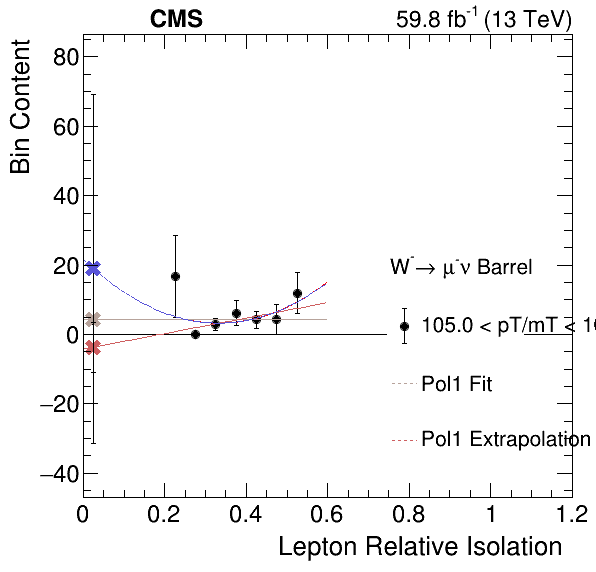 CMS 59.8 fb⁻¹ (13 TeV)
Bin Content
80
60
40
20
0
−20
−40
W⁻→ μ⁻ν Barrel
105.0 < pT/mT < 10
Pol1 Fit
Pol1 Extrapolation
0 0.2 0.4 0.6 0.8 1 1.2
Lepton Relative Isolation